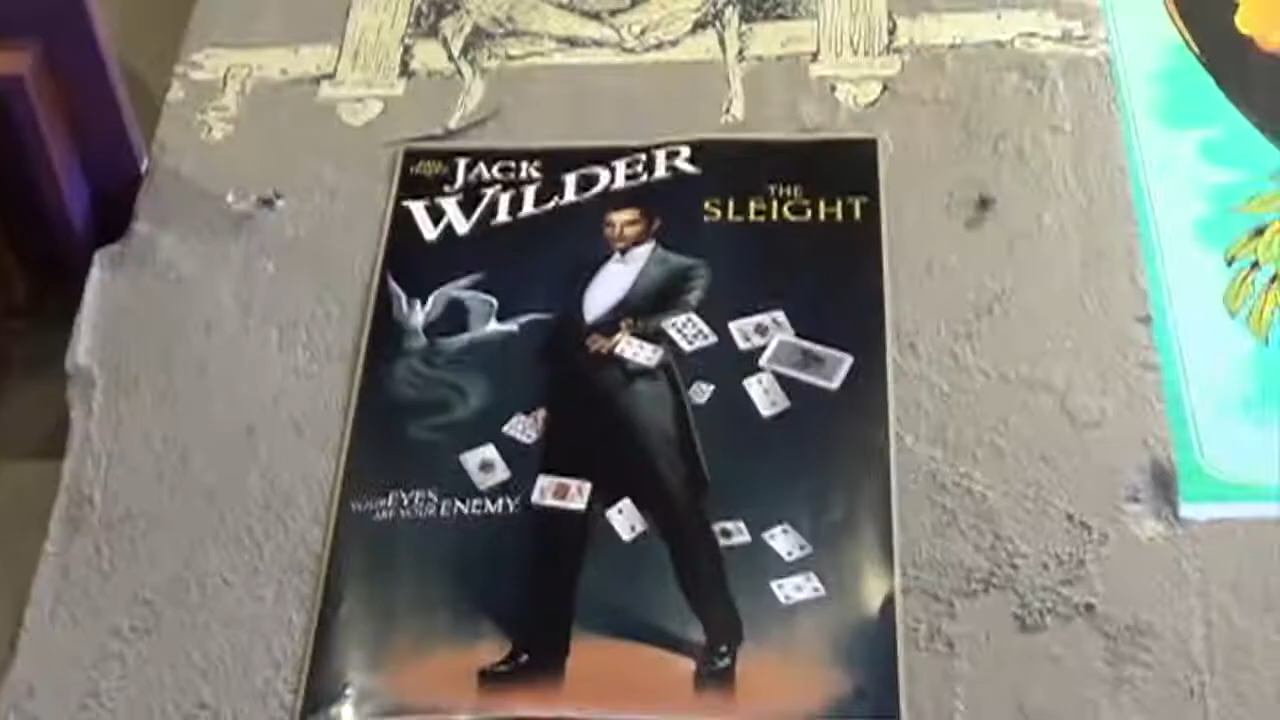 JACK
WILDER
THE
SLEIGHT
YOUR EYES
ARE YOUR ENEMY